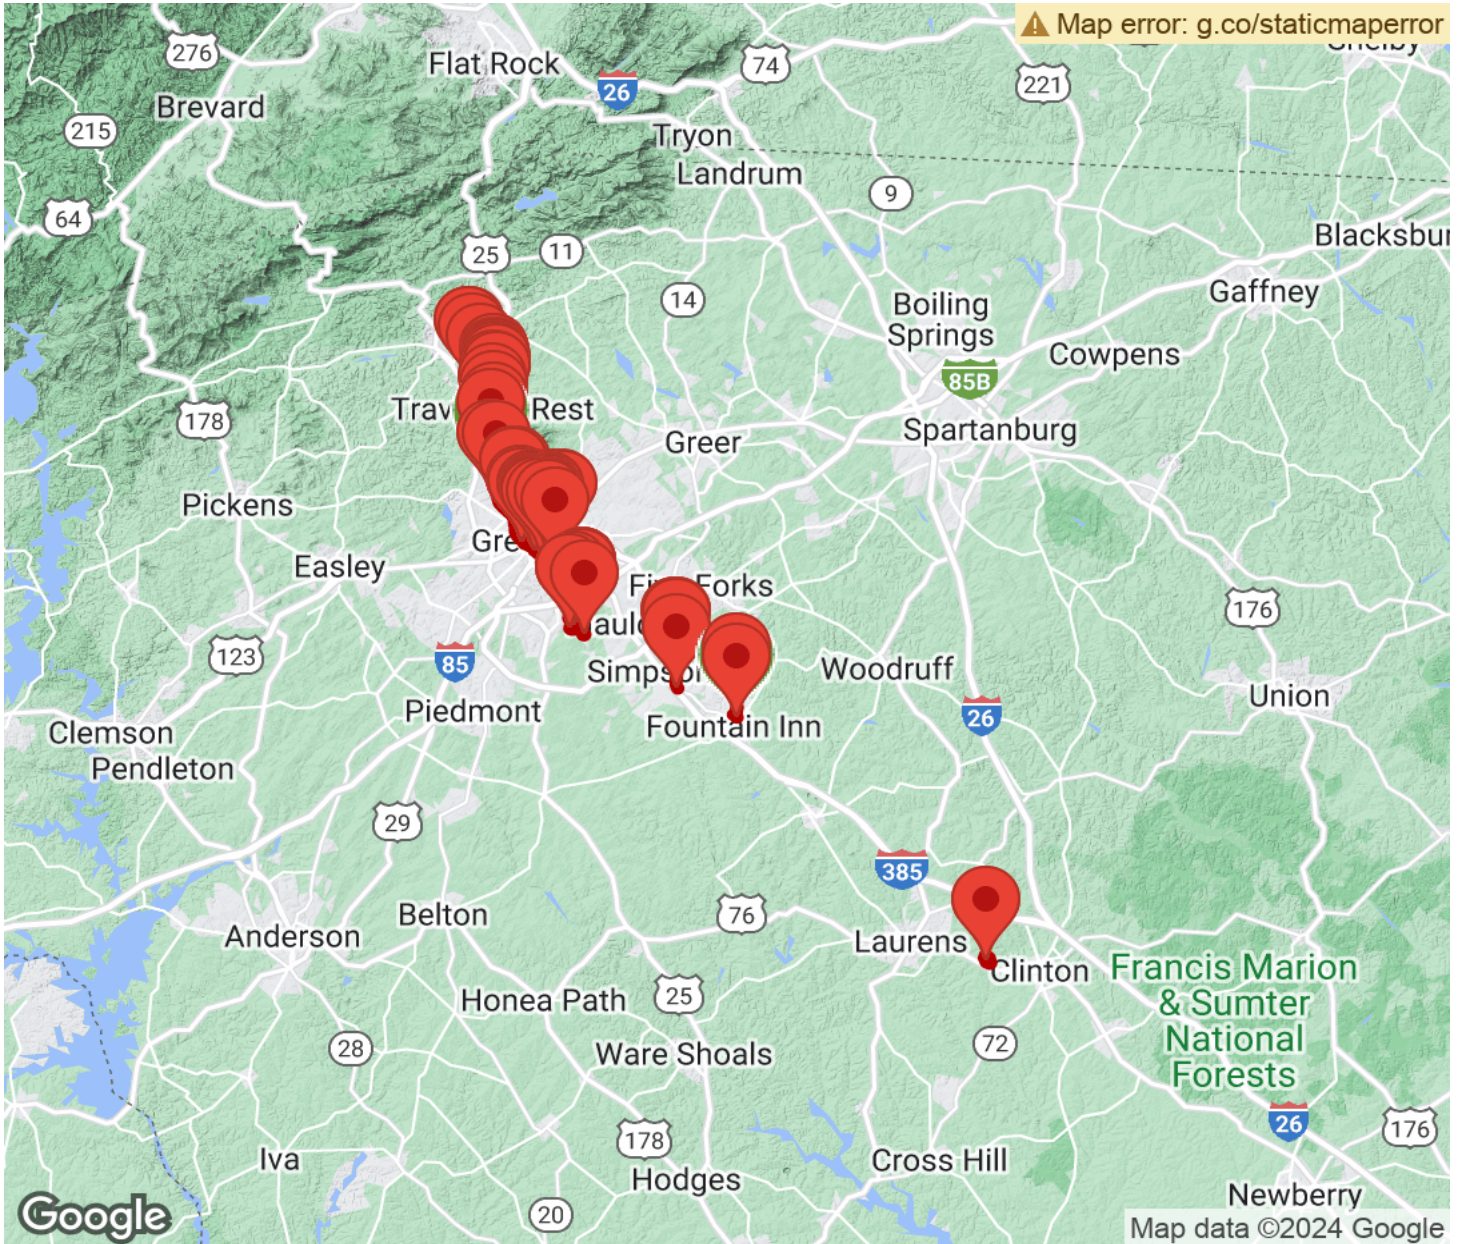 Map error: g.co/staticmaperror
276
Flat Rock
74
Shelby
26
221
Brevard
215
Tryon
Landrum
9
64
Blacksbur
25
11
Gaffney
14
Boiling
Springs
Cowpens
85B
178
Trav
Rest
Greer
Spartanburg
Pickens
Gre
Easley
Forks
176
123
auld
85
Simpso
Woodruff
Union
26
Piedmont
Fountain Inn
Clemson
Pendleton
29
385
76
Belton
Anderson
Laurens
Clinton
Francis Marion
& Sumter
National
Forests
Honea Path
25
28
Ware Shoals
72
26
176
178
Iva
Cross Hill
Hodges
Newberry
20
Google
Map data ©2024 Google